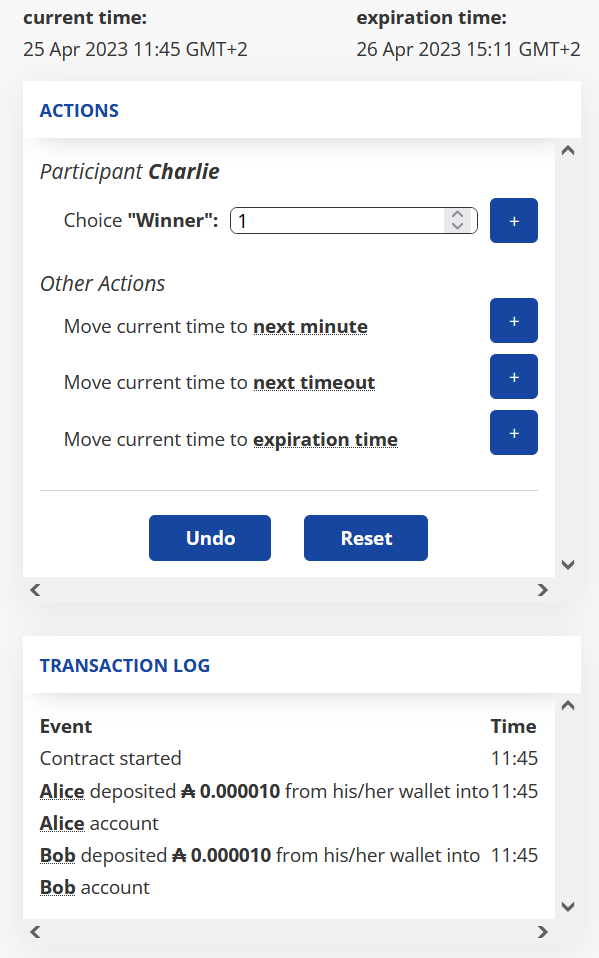 current time: expiration time:
25 Apr 2023 11:45 GMT+2 26 Apr 2023 15:11 GMT+2
ACTIONS
Participant Charlie
Choice "Winner": 1 +
Other Actions
Move current time to next minute +
Move current time to next timeout +
Move current time to expiration time +
Undo Reset
TRANSACTION LOG
Event Time
Contract started 11:45
Alice deposited ₳ 0.000010 from his/her wallet into 11:45
Alice account
Bob deposited ₳ 0.000010 from his/her wallet into 11:45
Bob account